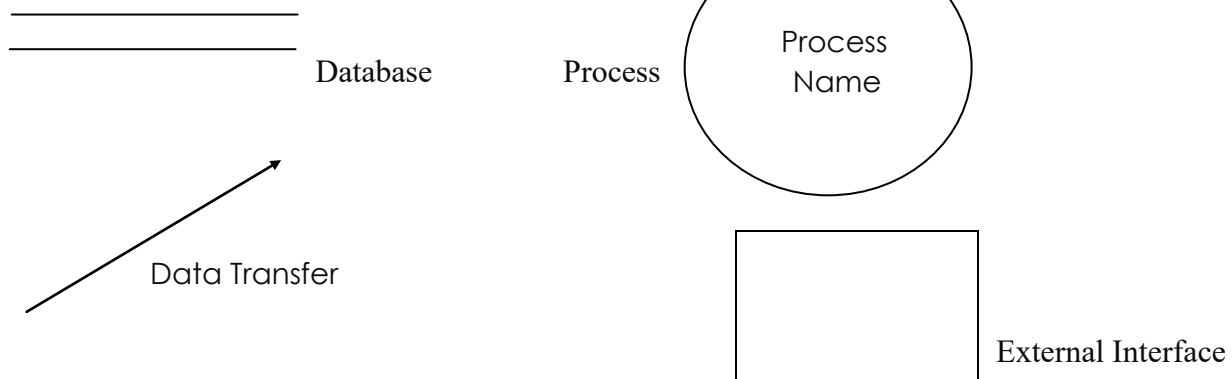 Database
Process
Process
Name
Data Transfer
External Interface